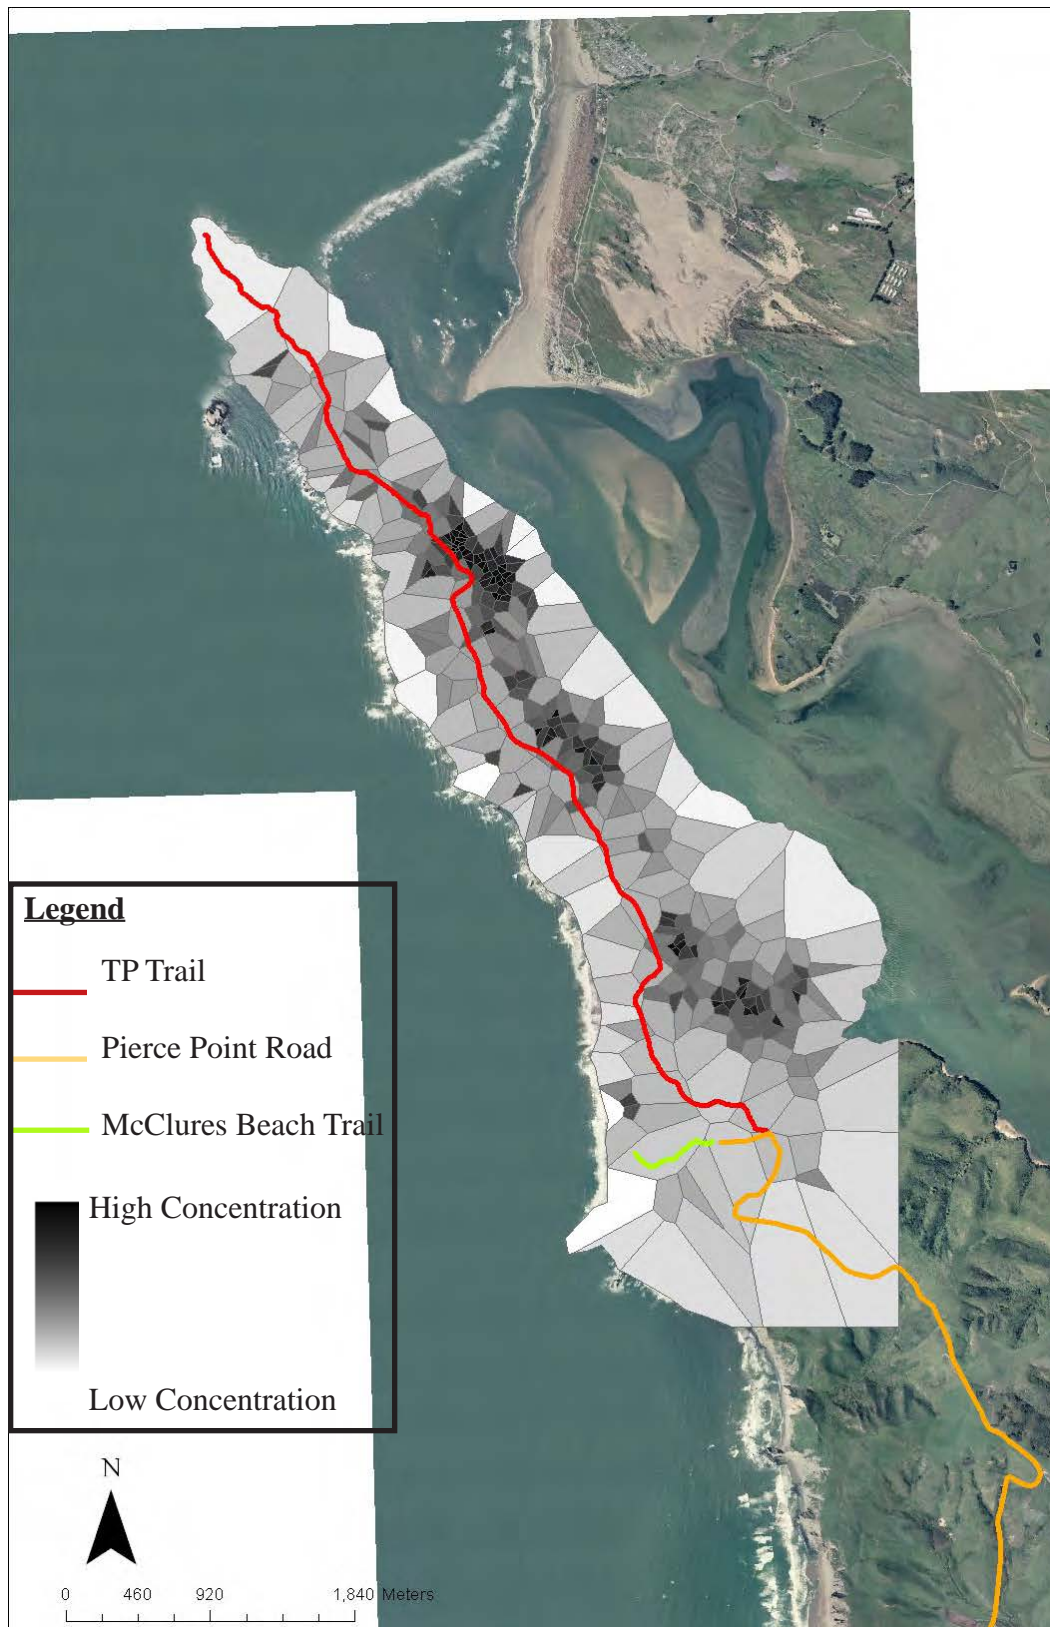 Legend
TP Trail
Pierce Point Road
McClures Beach Trail
High Concentration
Low Concentration
N
0 460 920 1,840 Meters